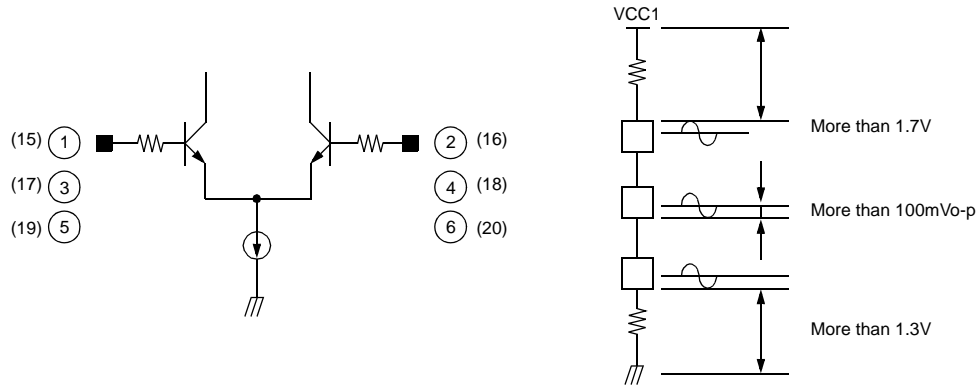 VCC1
(15) 1 2 (16)
(17) 3 4 (18)
(19) 5 6 (20)
More than 1.7V
More than 100mVo-p
More than 1.3V